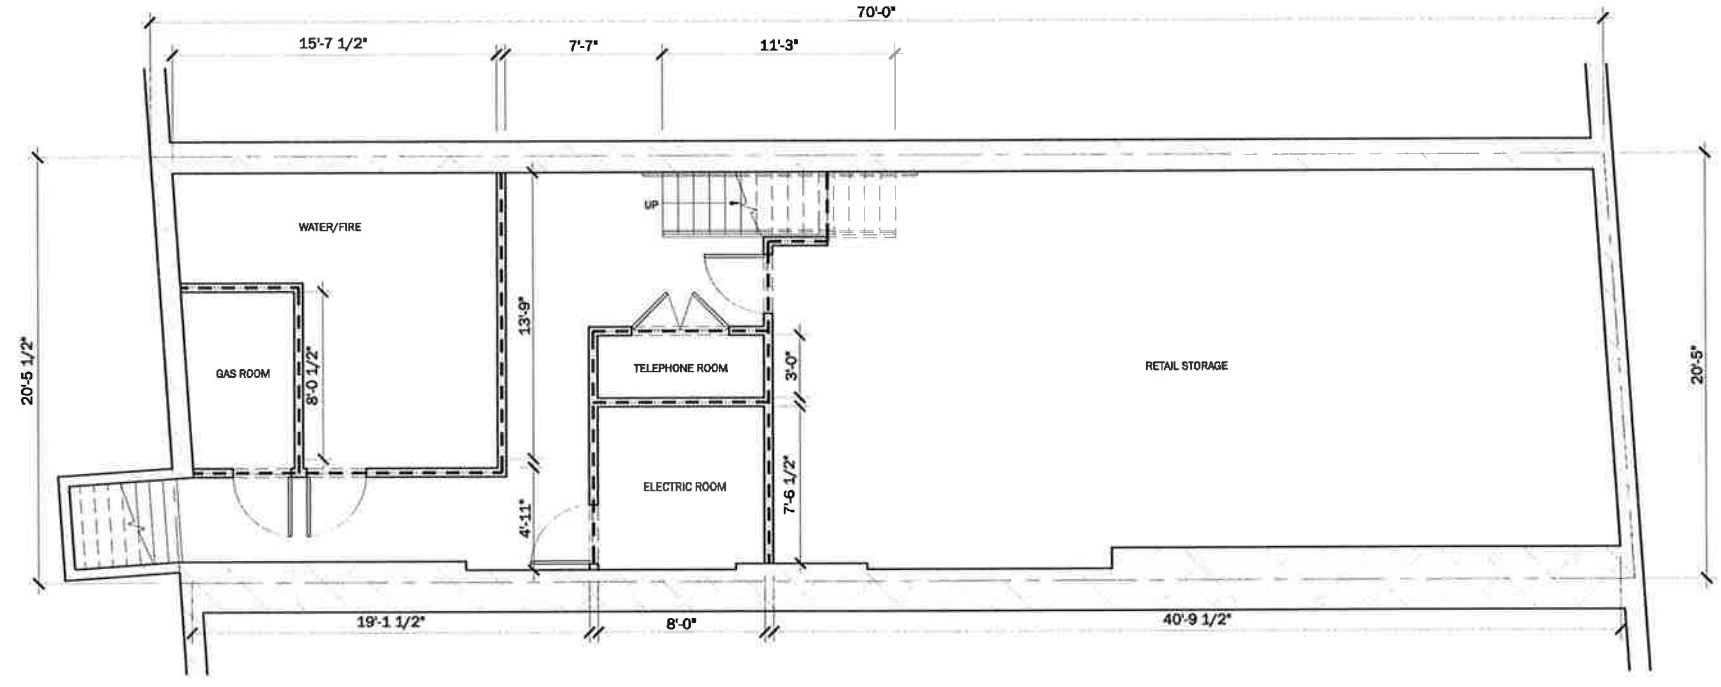 70'-0"
15'-7 1/2"
7'-7"
11'-3"
UP
WATER/FIRE
13'-9"
20'-5 1/2"
GAS ROOM
8'-0 1/2"
TELEPHONE ROOM
3'-0"
RETAIL STORAGE
20'-5"
ELECTRIC ROOM
7'-6 1/2"
4'-11"
19'-1 1/2"
8'-0"
40'-9 1/2"